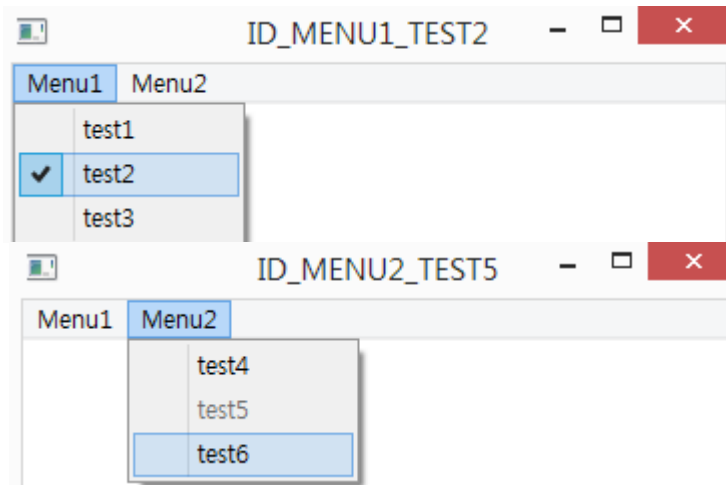 ID_MENU1_TEST2
Menu1 Menu2
test1
test2
test3
ID_MENU2_TEST5
Menu1 Menu2
test4
test5
test6